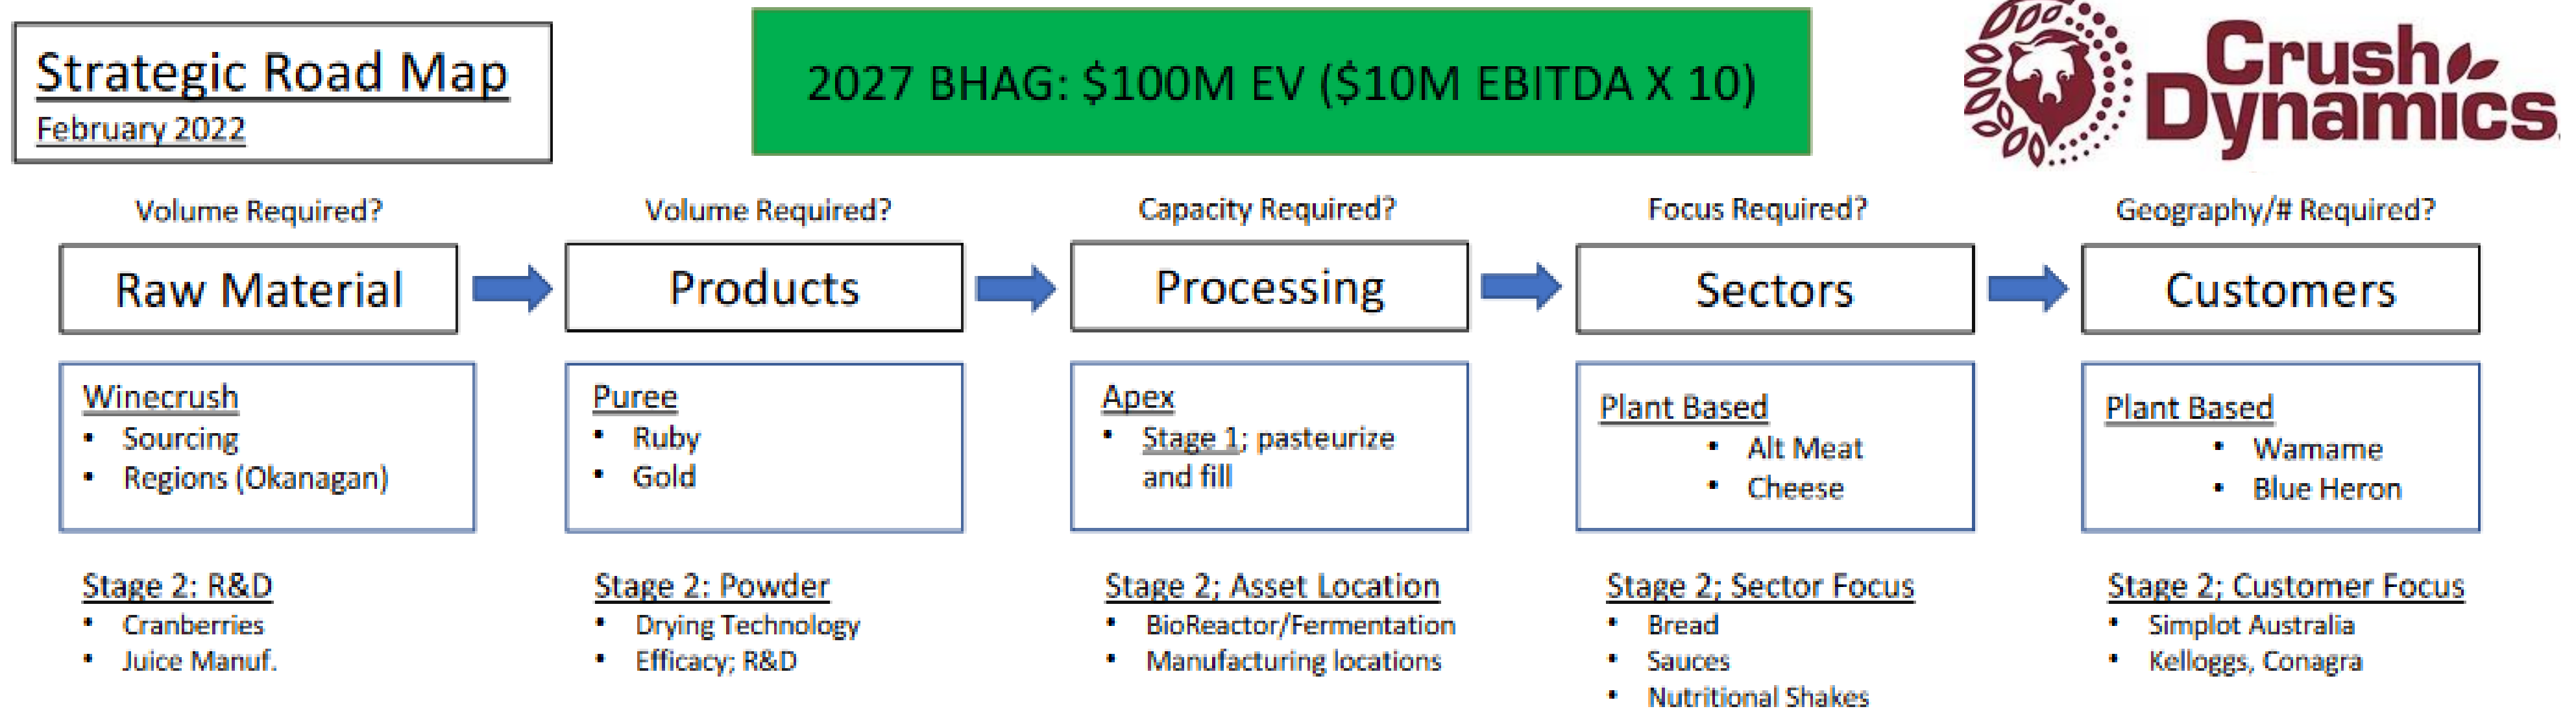 Strategic Road Map
February 2022
2027 BHAG: $100M EV ($10M EBITDA X 10)
Crush
Dynamics
Volume Required?
Raw Material
Winecrush
• Sourcing
• Regions (Okanagan)
Stage 2: R&D
• Cranberries
• Juice Manuf.
Volume Required?
Products
Puree
• Ruby
• Gold
Stage 2: Powder
• Drying Technology
• Efficacy; R&D
Capacity Required?
Processing
Apex
• Stage 1; pasteurize
and fill
Stage 2; Asset Location
• BioReactor/Fermentation
• Manufacturing locations
Focus Required?
Sectors
Plant Based
• Alt Meat
• Cheese
Stage 2; Sector Focus
• Bread
• Sauces
• Nutritional Shakes
Geography/# Required?
Customers
Plant Based
• Wamame
• Blue Heron
Stage 2; Customer Focus
• Simplot Australia
• Kelloggs, Conagra